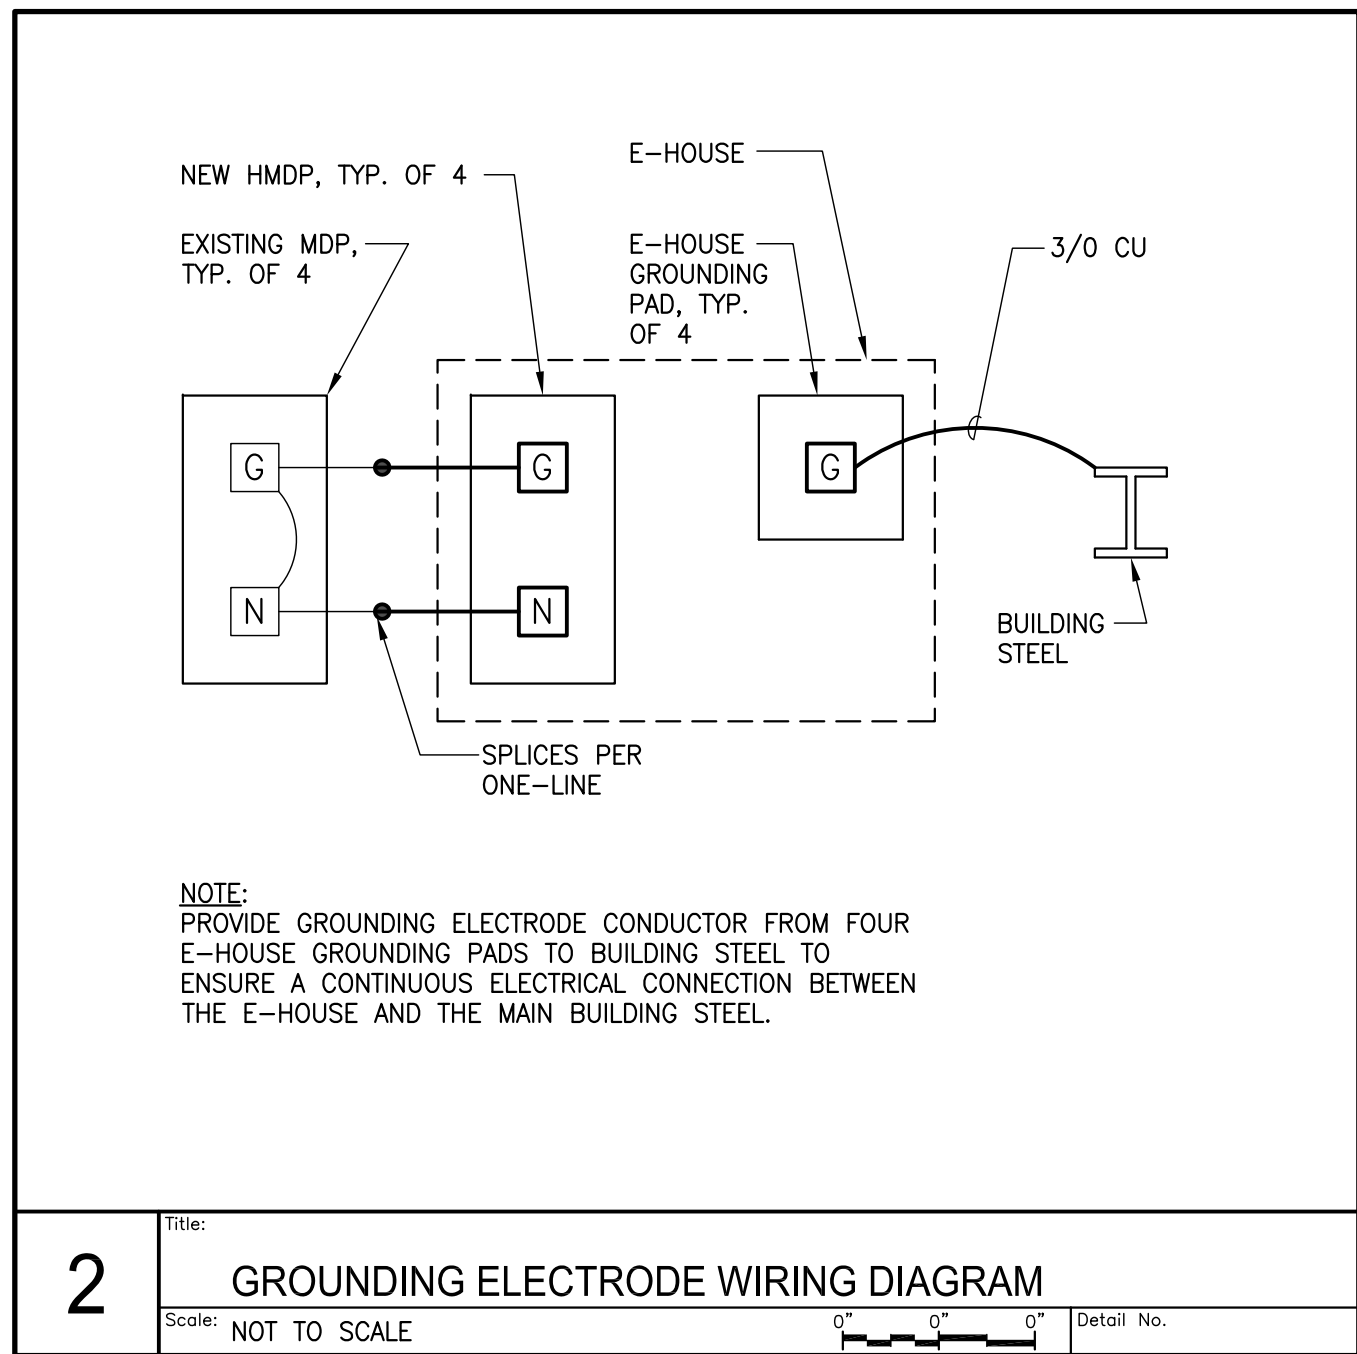 NEW HMDP, TYP. OF 4
E-HOUSE
EXISTING MDP,
TYP. OF 4
E-HOUSE
GROUNDING
PAD, TYP.
OF 4
3/0 CU
G
G
G
N
N
BUILDING
STEEL
SPLICES PER
ONE-LINE
NOTE:
PROVIDE GROUNDING ELECTRODE CONDUCTOR FROM FOUR
E-HOUSE GROUNDING PADS TO BUILDING STEEL TO
ENSURE A CONTINUOUS ELECTRICAL CONNECTION BETWEEN
THE E-HOUSE AND THE MAIN BUILDING STEEL.
2
Title:
GROUNDING ELECTRODE WIRING DIAGRAM
Scale: NOT TO SCALE
0" 0" 0"
Detail No.